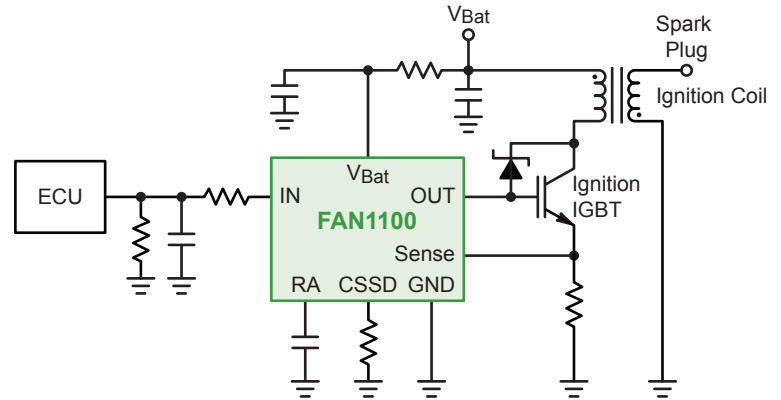 VBat
Spark
Plug
Ignition Coil
VBat
ECU
IN
OUT
Ignition
IGBT
FAN1100
Sense
RA
CSSD
GND